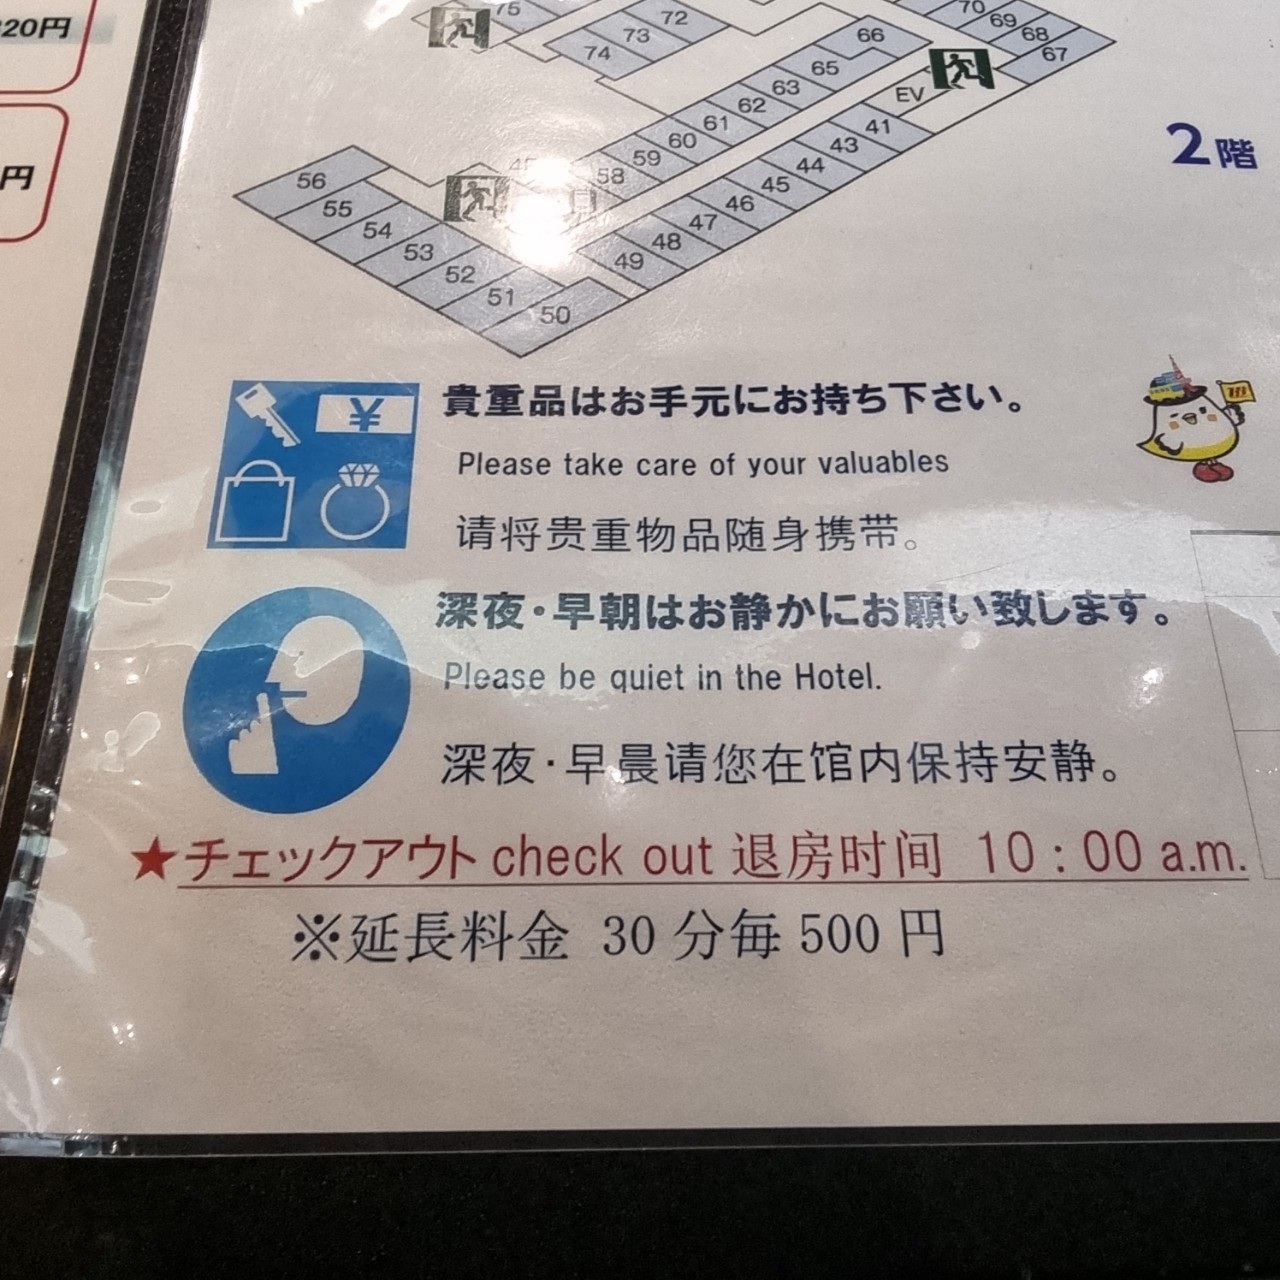 320円
円
75
72
73
74
70
69
68
67
66
65
63
62
61
60
59
58
EV
41
43
44
45
46
47
48
49
56
55
54
53
52
51
50
2階
¥
貴重品はお手元にお持ち下さい。
Please take care of your valuables
请将贵重物品随身携带。
深夜・早朝はお静かにお願い致します。
Please be quiet in the Hotel.
深夜・早晨请您在馆内保持安静。
★チェックアウト check out 退房时间 10:00 a.m.
※延長料金 30 分毎 500 円